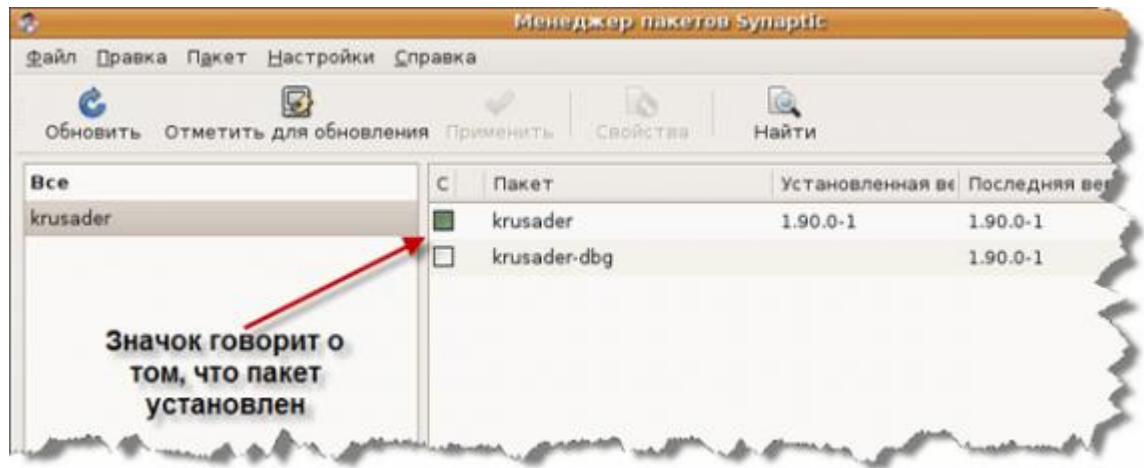 Менеджер пакетов Synaptic
Файл Правка Пакет Настройки Справка
Обновить Отметить для обновления Применить Свойства Найти
Все
krusader
С Пакет Установленная ве Последняя вер
krusader 1.90.0-1 1.90.0-1
krusader-dbg 1.90.0-1
Значок говорит о
том, что пакет
установлен